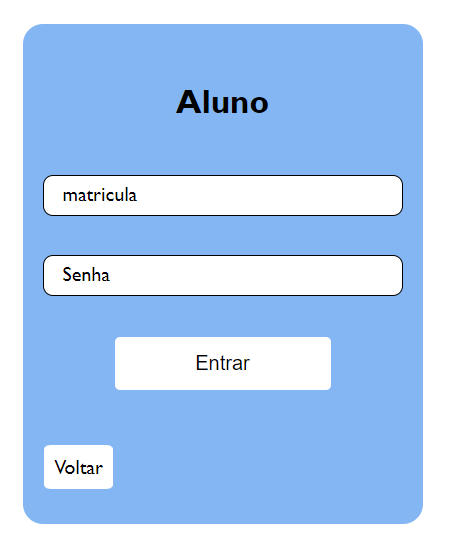 Aluno
matricula
Senha
Entrar
Voltar